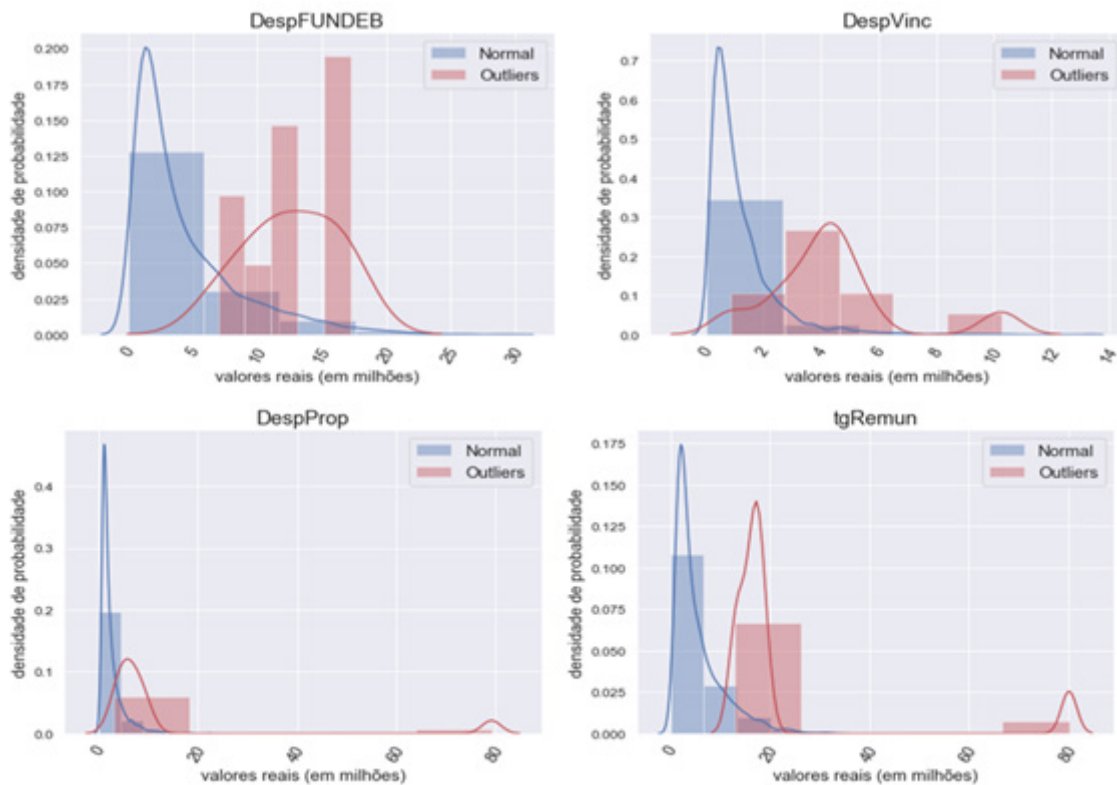 DespFUNDEB
densidade de probabilidade
0.200
0.175
0.150
0.125
0.100
0.075
0.050
0.025
0.000
Normal
Outliers
0 5 10 15 20 25 30
valores reais (em milhões)
DespVinc
densidade de probabilidade
0.7
0.6
0.5
0.4
0.3
0.2
0.1
0.0
Normal
Outliers
0 2 4 6 8 10 12 14
valores reais (em milhões)
DespProp
densidade de probabilidade
0.4
0.3
0.2
0.1
0.0
Normal
Outliers
0 20 40 60 80
valores reais (em milhões)
tgRemun
densidade de probabilidade
0.175
0.150
0.125
0.100
0.075
0.050
0.025
0.000
Normal
Outliers
0 20 40 60 80
valores reais (em milhões)